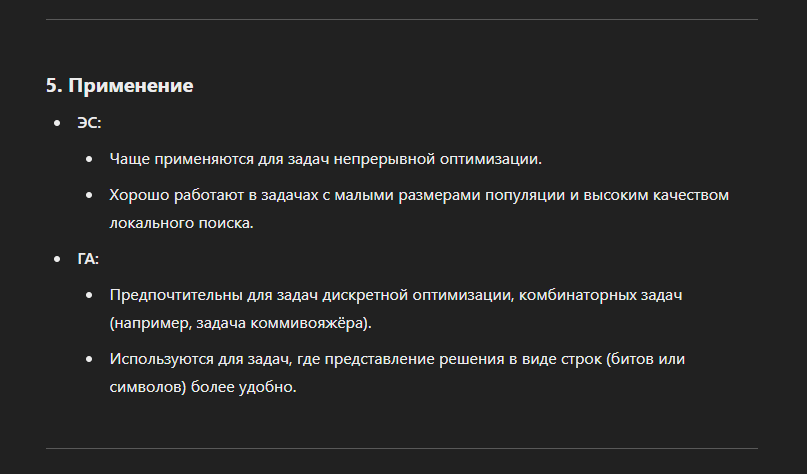 5. Применение
• ЭС:
• Чаще применяются для задач непрерывной оптимизации.
• Хорошо работают в задачах с малыми размерами популяции и высоким качеством
локального поиска.
• ГА:
• Предпочтительны для задач дискретной оптимизации, комбинаторных задач
(например, задача коммивояжёра).
• Используются для задач, где представление решения в виде строк (битов или
символов) более удобно.